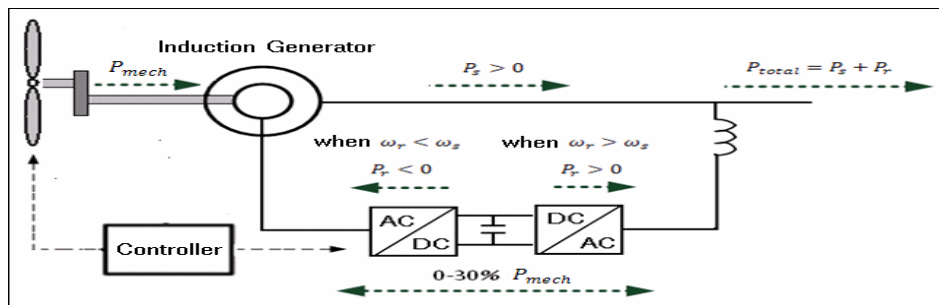 Induction Generator
P_mech
P_s > 0
P_total = P_s + P_r
when ω_r < ω_s
when ω_r > ω_s
P_r < 0
P_r > 0
AC
DC
DC
AC
Controller
0-30% P_mech